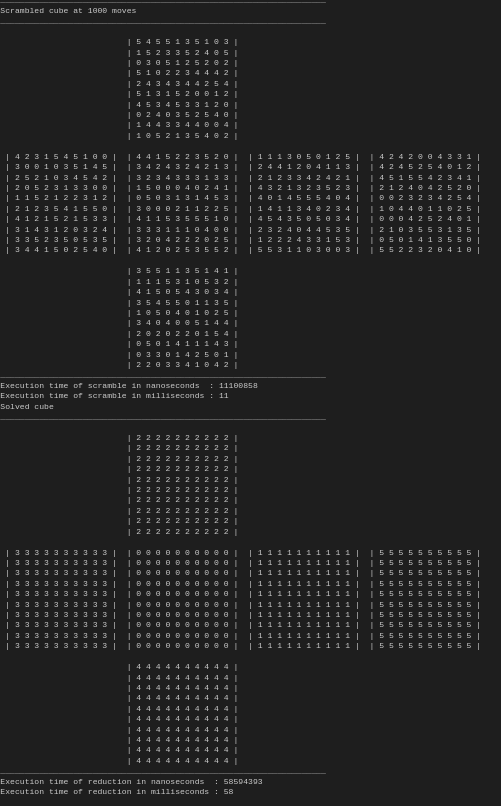 Scrambled cube at 1000 moves
| 5 4 5 5 1 3 5 1 0 3 |
| 1 5 2 3 3 5 2 4 0 5 |
| 0 3 0 5 1 2 5 2 0 2 |
| 5 1 0 2 2 3 4 4 4 2 |
| 2 4 3 4 3 4 4 2 5 4 |
| 5 1 3 1 5 2 0 0 1 2 |
| 4 5 3 4 5 3 3 1 2 0 |
| 0 2 4 0 3 5 2 5 4 0 |
| 1 4 4 3 3 4 4 0 0 4 |
| 1 0 5 2 1 3 5 4 0 2 |
| 4 2 3 1 5 4 5 1 0 0 | | 4 4 1 5 2 2 3 5 2 0 | | 1 1 1 3 0 5 0 1 2 5 | | 4 2 4 2 0 0 4 3 3 1 |
| 3 0 0 1 0 3 5 1 4 5 | | 3 4 2 4 3 2 4 2 1 3 | | 2 4 4 1 2 0 4 1 1 3 | | 4 2 4 5 2 5 4 0 1 2 |
| 2 5 2 1 0 3 4 5 4 2 | | 3 2 3 4 3 3 3 1 3 3 | | 2 1 2 3 3 4 2 4 2 1 | | 4 5 1 5 5 4 2 3 4 1 |
| 2 0 5 2 3 1 3 3 0 0 | | 1 5 0 0 0 4 0 2 4 1 | | 4 3 2 1 3 2 3 5 2 3 | | 2 1 2 4 0 4 2 5 2 0 |
| 1 1 5 2 1 2 2 3 1 2 | | 0 5 0 3 1 3 1 4 5 3 | | 4 0 1 4 5 5 5 4 0 4 | | 0 0 2 3 2 3 4 2 5 4 |
| 2 1 2 3 5 4 1 5 5 0 | | 3 0 0 0 2 1 1 2 2 5 | | 1 4 1 1 3 4 0 2 3 4 | | 1 0 4 4 0 1 1 0 2 5 |
| 4 1 2 1 5 2 1 5 3 3 | | 4 1 1 5 3 5 5 5 1 0 | | 4 5 4 3 5 0 5 0 3 4 | | 0 0 0 4 2 5 2 4 0 1 |
| 3 1 4 3 1 2 0 3 2 4 | | 3 3 3 1 1 1 0 4 0 0 | | 2 3 2 4 0 4 4 5 3 5 | | 2 1 0 3 5 5 3 1 3 5 |
| 3 3 5 2 3 5 0 5 3 5 | | 3 2 0 4 2 2 2 0 2 5 | | 1 2 2 2 4 3 3 1 5 3 | | 0 5 0 1 4 1 3 5 5 0 |
| 3 4 4 1 5 0 2 5 4 0 | | 4 1 2 0 2 5 3 5 5 2 | | 5 5 3 1 1 0 3 0 0 3 | | 5 5 2 2 3 2 0 4 1 0 |
| 3 5 5 1 1 3 5 1 4 1 |
| 1 1 1 5 3 1 0 5 3 2 |
| 4 1 5 0 5 4 3 0 3 4 |
| 3 5 4 5 5 0 1 1 3 5 |
| 1 0 5 0 4 0 1 0 2 5 |
| 3 4 0 4 0 0 5 1 4 4 |
| 2 0 2 0 2 2 0 1 5 4 |
| 0 5 0 1 4 1 1 1 4 3 |
| 0 3 3 0 1 4 2 5 0 1 |
| 2 2 0 3 3 4 1 0 4 2 |
Execution time of scramble in nanoseconds : 11100858
Execution time of scramble in milliseconds : 11
Solved cube
| 2 2 2 2 2 2 2 2 2 2 |
| 2 2 2 2 2 2 2 2 2 2 |
| 2 2 2 2 2 2 2 2 2 2 |
| 2 2 2 2 2 2 2 2 2 2 |
| 2 2 2 2 2 2 2 2 2 2 |
| 2 2 2 2 2 2 2 2 2 2 |
| 2 2 2 2 2 2 2 2 2 2 |
| 2 2 2 2 2 2 2 2 2 2 |
| 2 2 2 2 2 2 2 2 2 2 |
| 2 2 2 2 2 2 2 2 2 2 |
| 3 3 3 3 3 3 3 3 3 3 | | 0 0 0 0 0 0 0 0 0 0 | | 1 1 1 1 1 1 1 1 1 1 | | 5 5 5 5 5 5 5 5 5 5 |
| 3 3 3 3 3 3 3 3 3 3 | | 0 0 0 0 0 0 0 0 0 0 | | 1 1 1 1 1 1 1 1 1 1 | | 5 5 5 5 5 5 5 5 5 5 |
| 3 3 3 3 3 3 3 3 3 3 | | 0 0 0 0 0 0 0 0 0 0 | | 1 1 1 1 1 1 1 1 1 1 | | 5 5 5 5 5 5 5 5 5 5 |
| 3 3 3 3 3 3 3 3 3 3 | | 0 0 0 0 0 0 0 0 0 0 | | 1 1 1 1 1 1 1 1 1 1 | | 5 5 5 5 5 5 5 5 5 5 |
| 3 3 3 3 3 3 3 3 3 3 | | 0 0 0 0 0 0 0 0 0 0 | | 1 1 1 1 1 1 1 1 1 1 | | 5 5 5 5 5 5 5 5 5 5 |
| 3 3 3 3 3 3 3 3 3 3 | | 0 0 0 0 0 0 0 0 0 0 | | 1 1 1 1 1 1 1 1 1 1 | | 5 5 5 5 5 5 5 5 5 5 |
| 3 3 3 3 3 3 3 3 3 3 | | 0 0 0 0 0 0 0 0 0 0 | | 1 1 1 1 1 1 1 1 1 1 | | 5 5 5 5 5 5 5 5 5 5 |
| 3 3 3 3 3 3 3 3 3 3 | | 0 0 0 0 0 0 0 0 0 0 | | 1 1 1 1 1 1 1 1 1 1 | | 5 5 5 5 5 5 5 5 5 5 |
| 3 3 3 3 3 3 3 3 3 3 | | 0 0 0 0 0 0 0 0 0 0 | | 1 1 1 1 1 1 1 1 1 1 | | 5 5 5 5 5 5 5 5 5 5 |
| 3 3 3 3 3 3 3 3 3 3 | | 0 0 0 0 0 0 0 0 0 0 | | 1 1 1 1 1 1 1 1 1 1 | | 5 5 5 5 5 5 5 5 5 5 |
| 4 4 4 4 4 4 4 4 4 4 |
| 4 4 4 4 4 4 4 4 4 4 |
| 4 4 4 4 4 4 4 4 4 4 |
| 4 4 4 4 4 4 4 4 4 4 |
| 4 4 4 4 4 4 4 4 4 4 |
| 4 4 4 4 4 4 4 4 4 4 |
| 4 4 4 4 4 4 4 4 4 4 |
| 4 4 4 4 4 4 4 4 4 4 |
| 4 4 4 4 4 4 4 4 4 4 |
| 4 4 4 4 4 4 4 4 4 4 |
Execution time of reduction in nanoseconds : 58594393
Execution time of reduction in milliseconds : 58